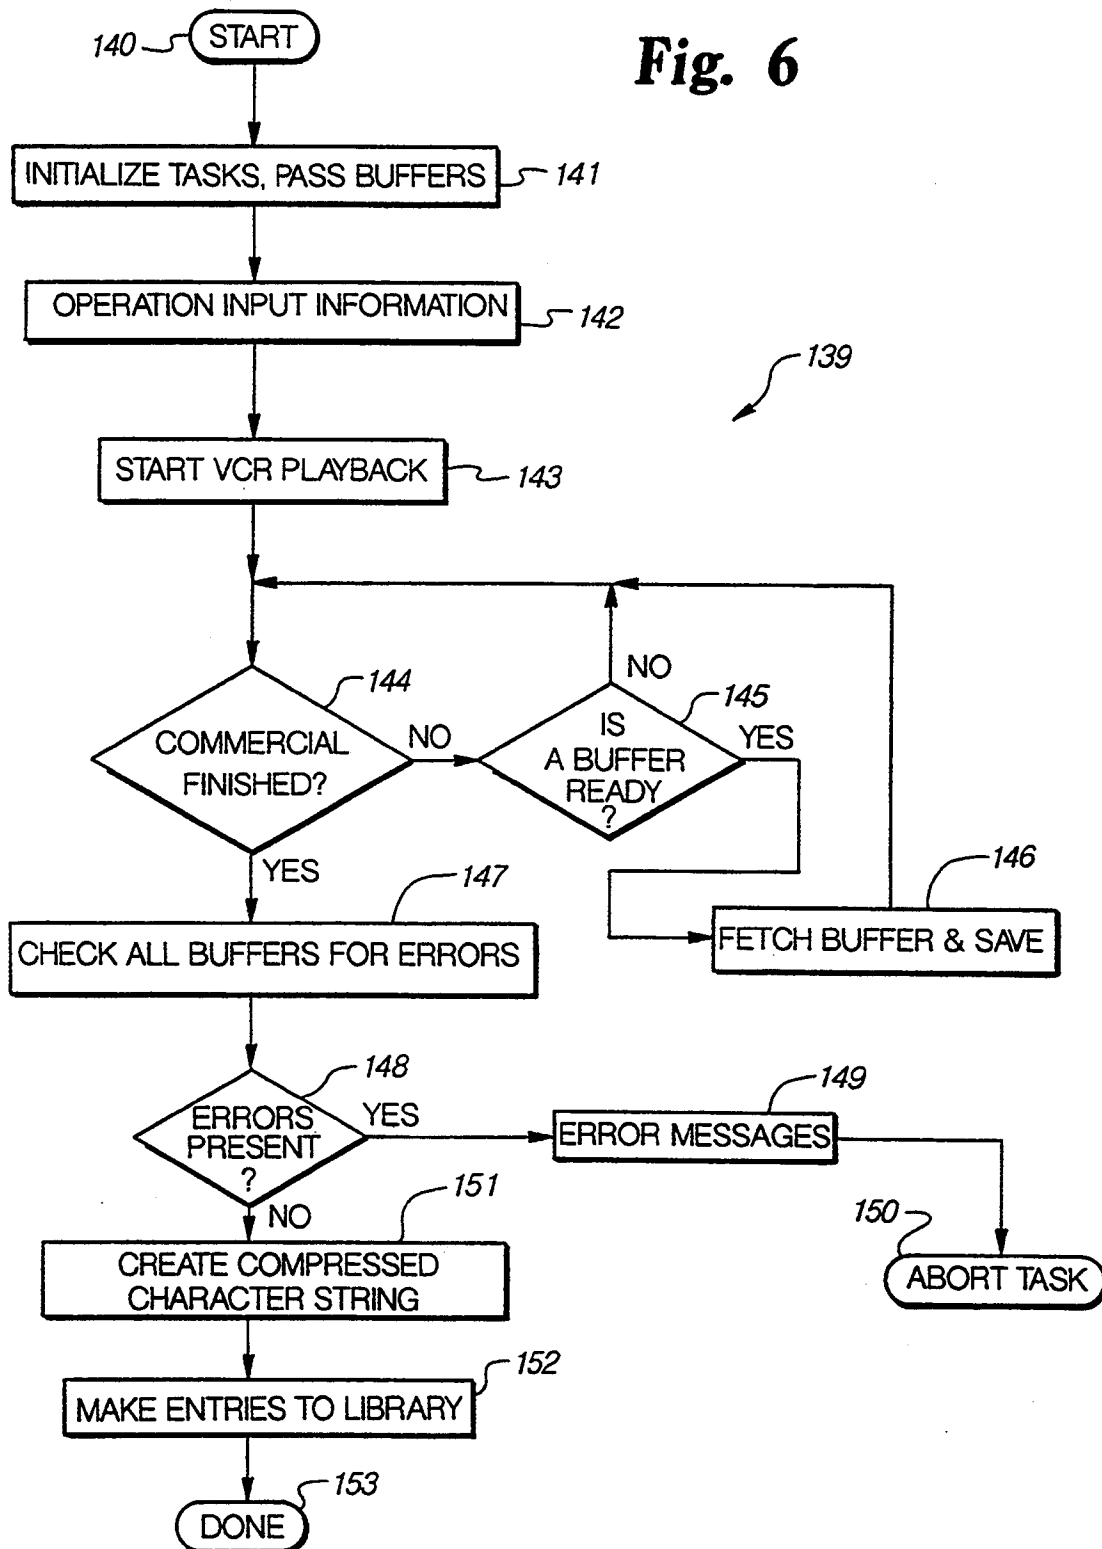 Fig. 6
140
START
INITIALIZE TASKS, PASS BUFFERS
141
OPERATION INPUT INFORMATION
142
139
START VCR PLAYBACK
143
144
COMMERCIAL
FINISHED?
NO
YES
145
IS
A BUFFER
READY
?
NO
YES
146
FETCH BUFFER & SAVE
147
CHECK ALL BUFFERS FOR ERRORS
148
ERRORS
PRESENT
?
YES
NO
149
ERROR MESSAGES
150
ABORT TASK
151
CREATE COMPRESSED
CHARACTER STRING
152
MAKE ENTRIES TO LIBRARY
153
DONE